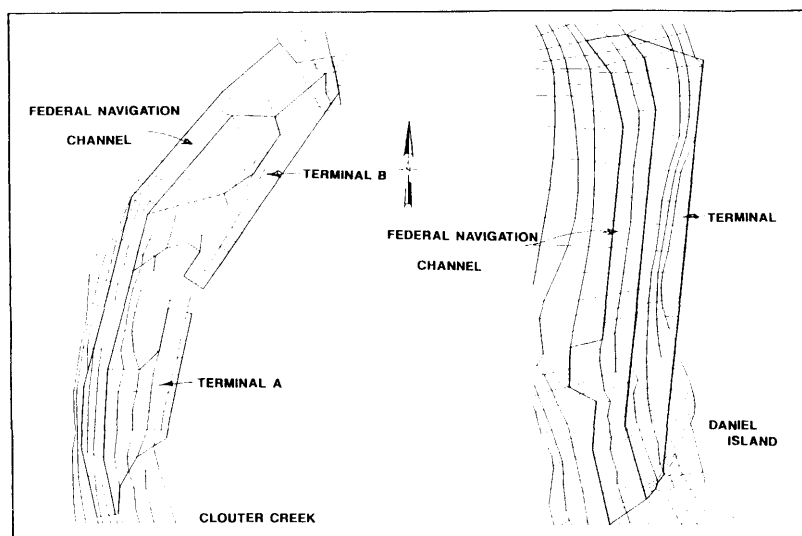 FEDERAL NAVIGATION
CHANNEL
TERMINAL B
TERMINAL A
CLOUTER CREEK
N
FEDERAL NAVIGATION
CHANNEL
TERMINAL
DANIEL
ISLAND